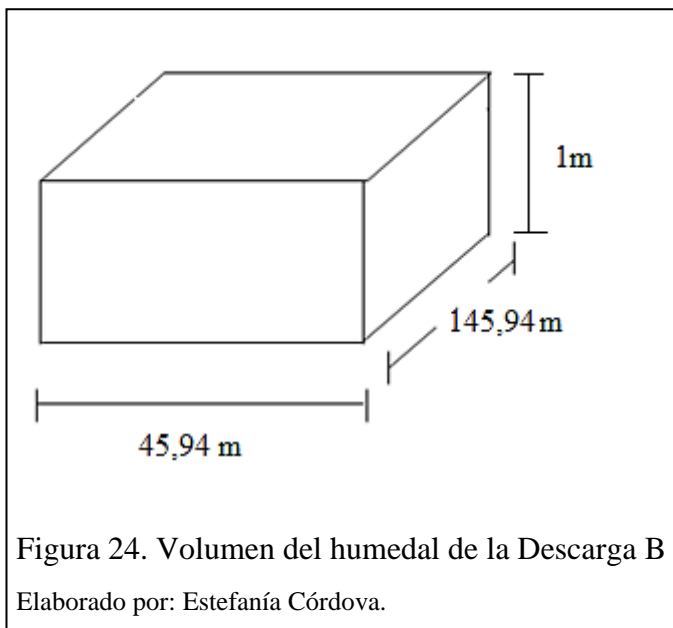 1m
145,94 m
45,94 m
Figura 24. Volumen del humedal de la Descarga B
Elaborado por: Estefanía Córdova.